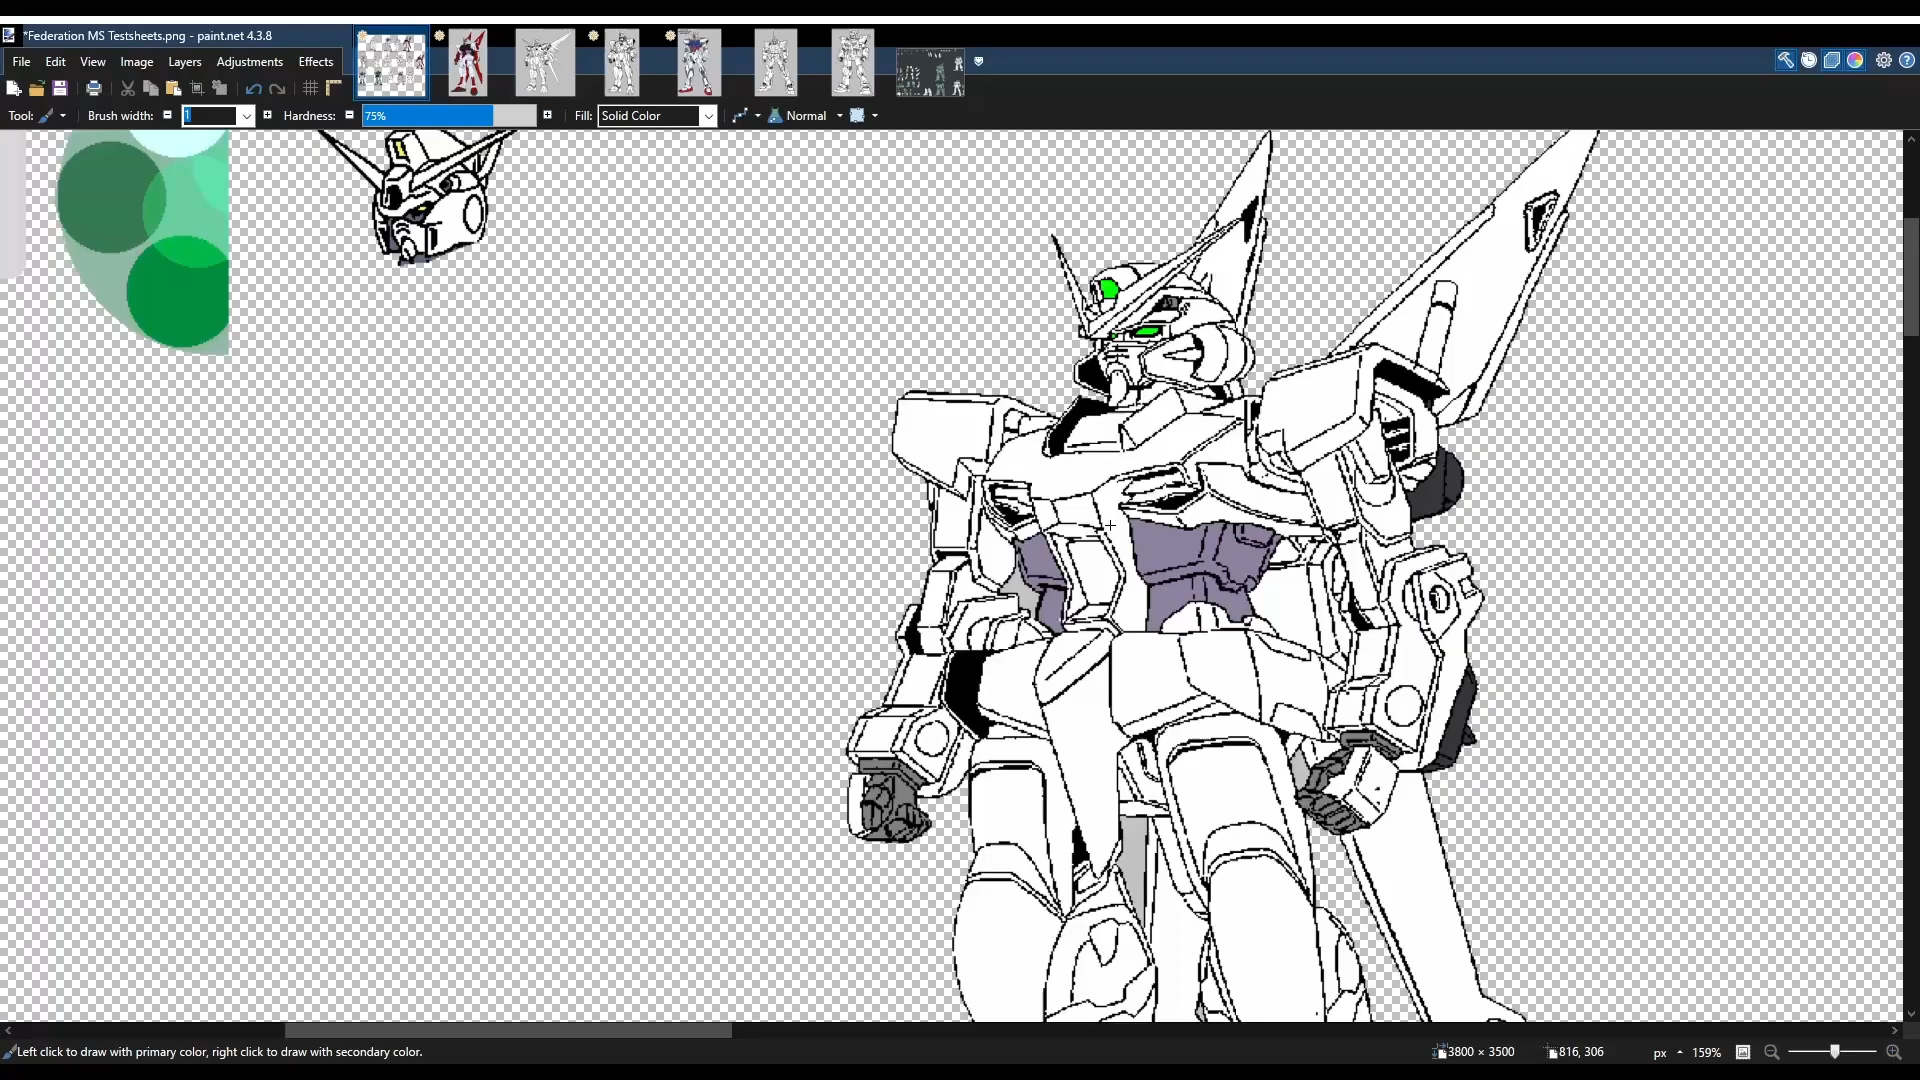 *Federation MS Testsheets.png - paint.net 4.3.8
File Edit View Image Layers Adjustments Effects
Tool: Brush width: 1 Hardness: 75% Fill: Solid Color Normal
Left click to draw with primary color, right click to draw with secondary color. 3800 × 3500 816, 306 px 159%